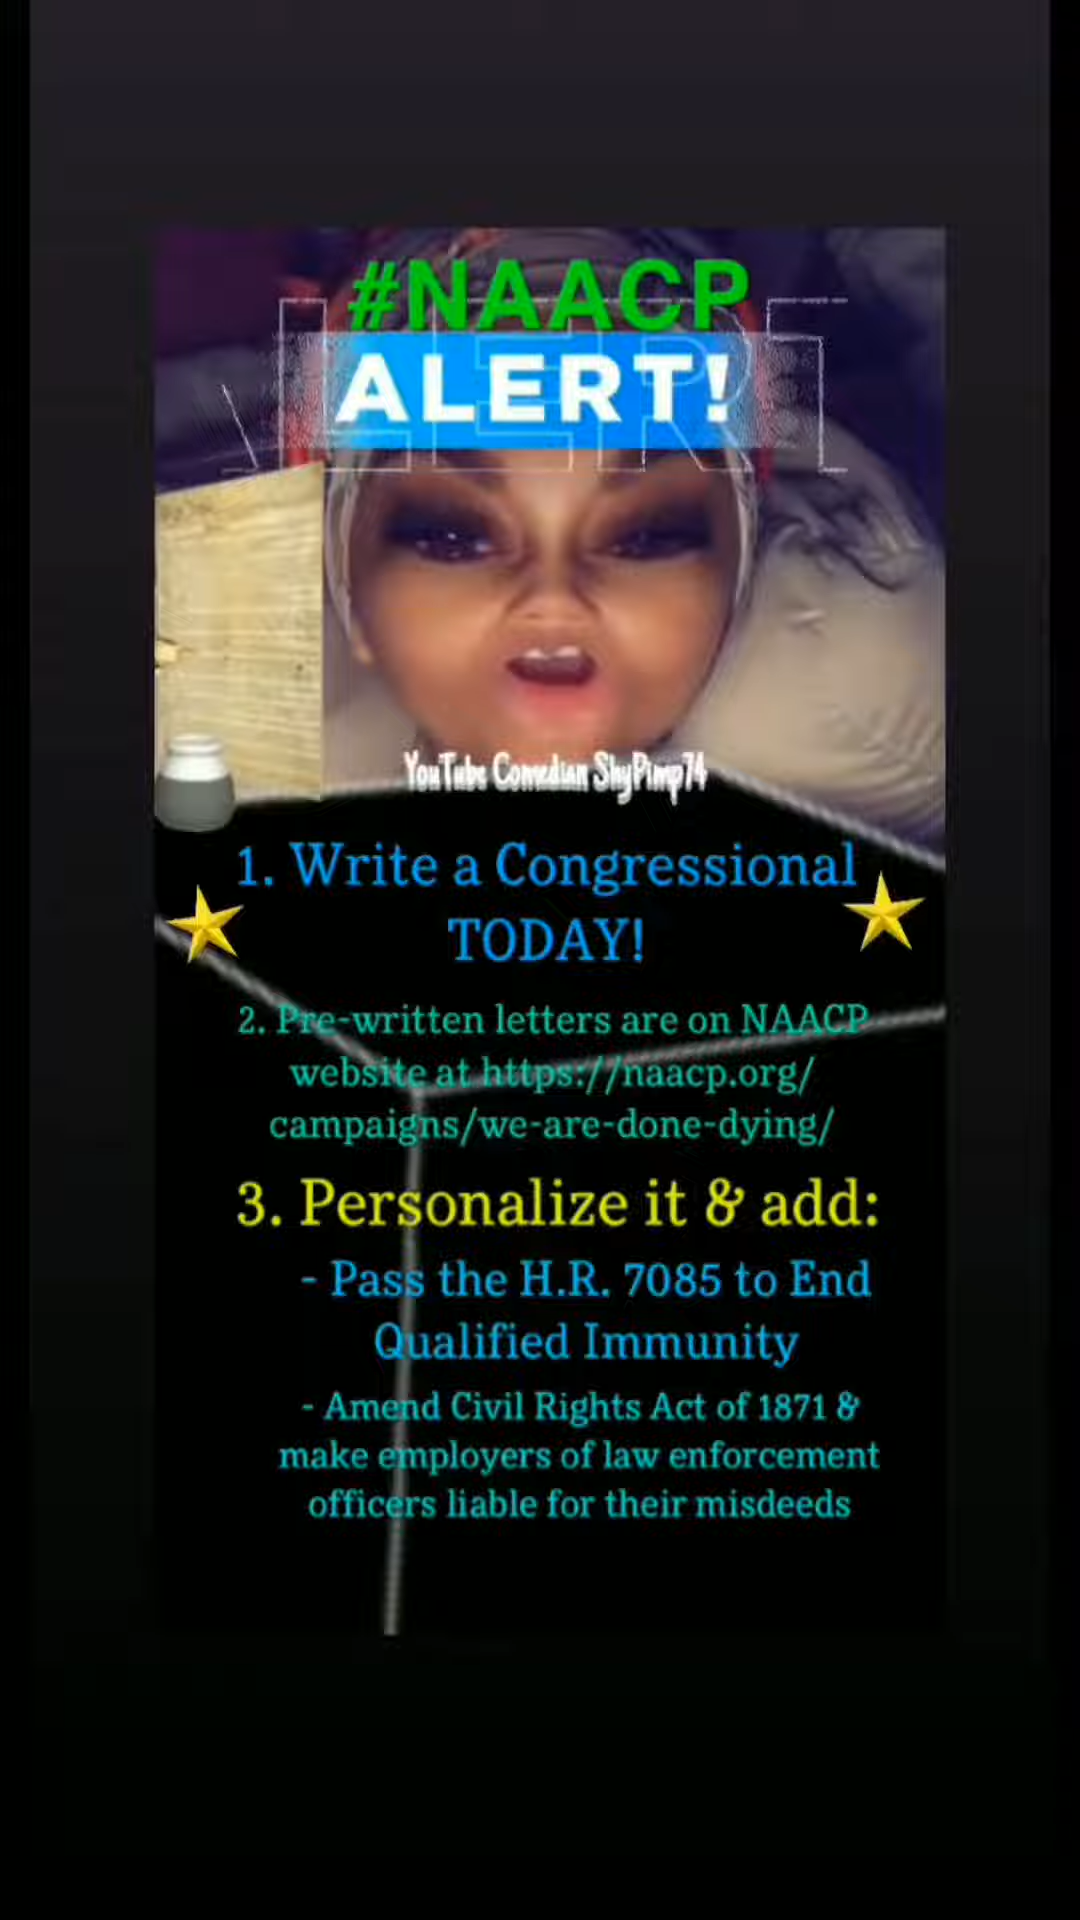 #NAACP
ALERT!
YouTube Comedian ShyPimp74
1. Write a Congressional
TODAY!
2. Pre-written letters are on NAACP
website at https://naacp.org/
campaigns/we-are-done-dying/
3. Personalize it & add:
- Pass the H.R. 7085 to End
Qualified Immunity
- Amend Civil Rights Act of 1871 &
make employers of law enforcement
officers liable for their misdeeds